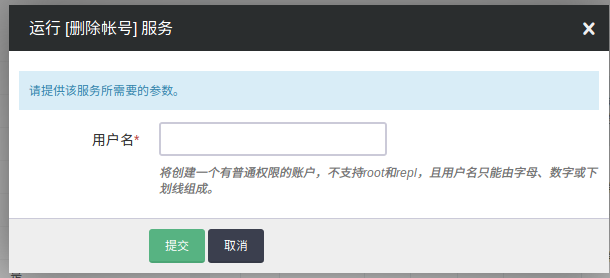 运行 [删除帐号] 服务
×
请提供该服务所需要的参数。
用户名*
将创建一个有普通权限的账户，不支持root和repl，且用户名只能由字母、数字或下
划线组成。
提交 取消